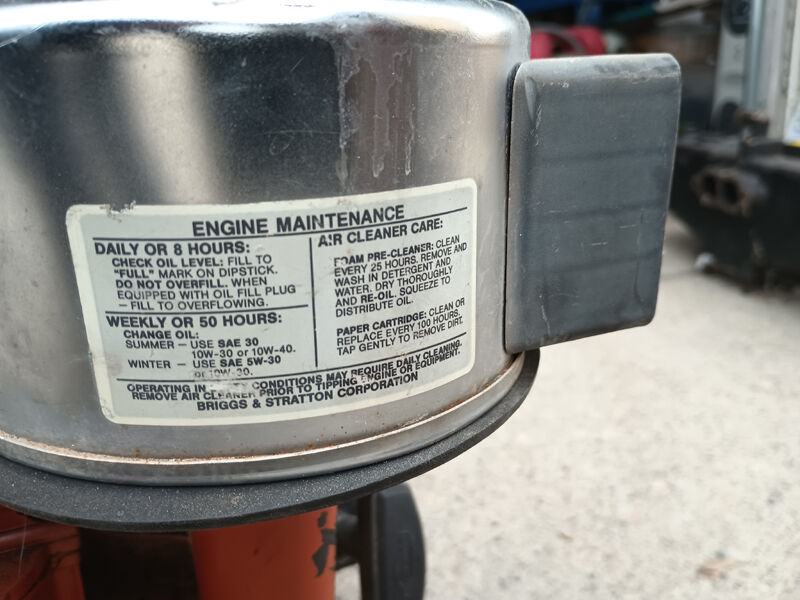 ENGINE MAINTENANCE
DAILY OR 8 HOURS:
CHECK OIL LEVEL: FILL TO
"FULL" MARK ON DIPSTICK.
DO NOT OVERFILL. WHEN
EQUIPPED WITH OIL FILL PLUG
– FILL TO OVERFLOWING.
WEEKLY OR 50 HOURS:
CHANGE OIL:
SUMMER – USE SAE 30
10W-30 or 10W-40.
WINTER – USE SAE 5W-30
or 10W-30.
AIR CLEANER CARE:
FOAM PRE-CLEANER: CLEAN
EVERY 25 HOURS. REMOVE AND
WASH IN DETERGENT AND
WATER. DRY THOROUGHLY
AND RE-OIL. SQUEEZE TO
DISTRIBUTE OIL.
PAPER CARTRIDGE: CLEAN OR
REPLACE EVERY 100 HOURS.
TAP GENTLY TO REMOVE DIRT.
OPERATING IN CONDITIONS MAY REQUIRE DAILY CLEANING.
REMOVE AIR CLEANER PRIOR TO TIPPING ENGINE OR EQUIPMENT.
BRIGGS & STRATTON CORPORATION